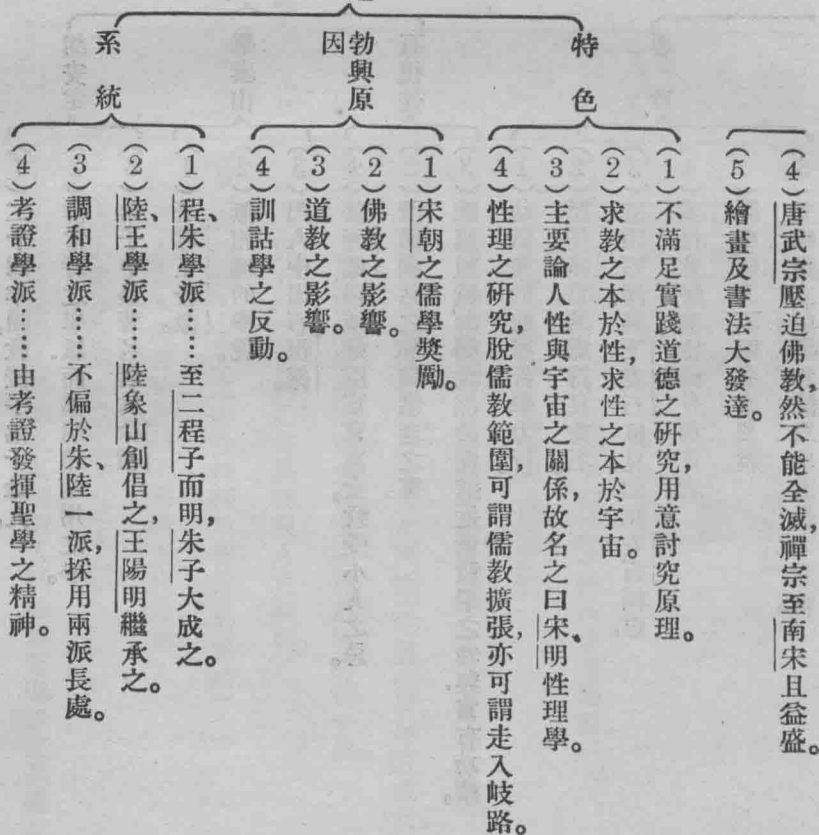 （4）唐武宗壓迫佛教，然不能全滅，禪宗至南宋且益盛。
（5）繪畫及書法大發達。
特色
（1）不滿足實踐道德之研究，用意討究原理。
（2）求教之本於性，求性之本於宇宙。
（3）主要論人性與宇宙之關係，故名之曰宋、明性理學。
（4）性理之研究，脫儒教範圍，可謂儒教擴張，亦可謂走入岐路。
勃興原因
（1）宋朝之儒學獎勵。
（2）佛教之影響。
（3）道教之影響。
（4）訓詁學之反動。
系統
（1）程、朱學派……至二程子而明，朱子大成之。
（2）陸、王學派……陸象山創倡之，王陽明繼承之。
（3）調和學派……不偏於朱、陸一派，採用兩派長處。
（4）考證學派……由考證發揮聖學之精神。